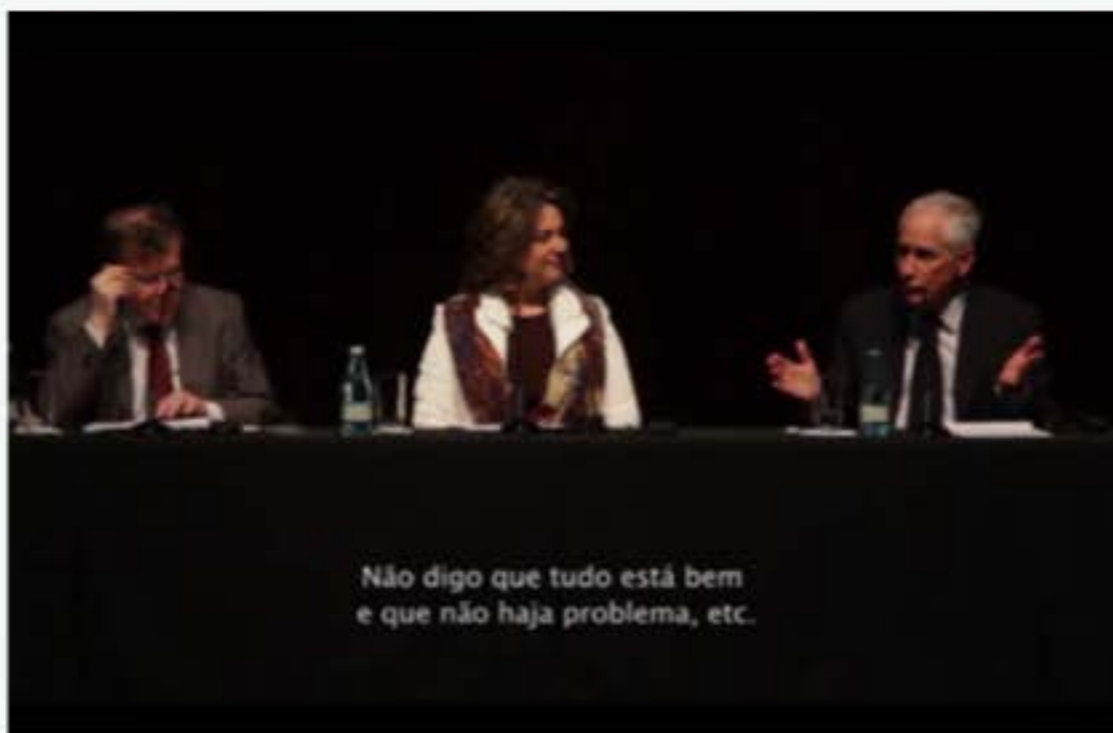 Não digo que tudo está bem
e que não haja problema, etc.